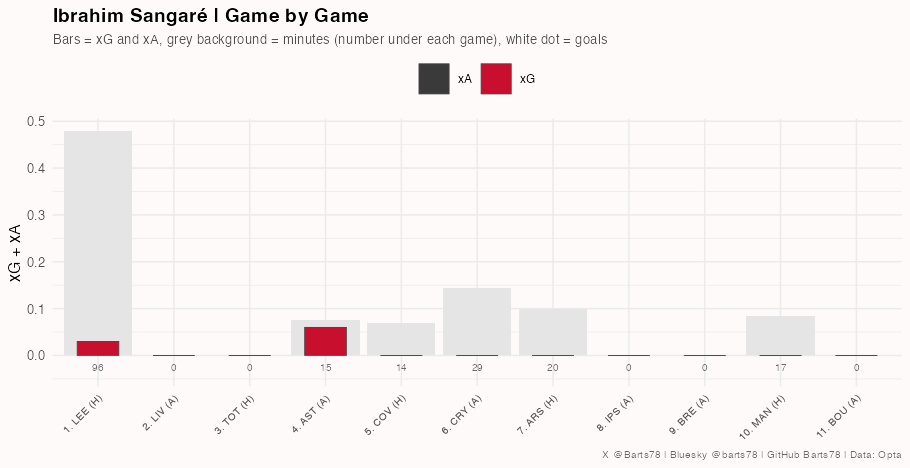 Ibrahim Sangaré | Game by Game
Bars = xG and xA, grey background = minutes (number under each game), white dot = goals
xA xG
xG + xA
0.5
0.4
0.3
0.2
0.1
0.0
96 0 0 15 14 29 20 0 0 17 0
1. LEE (H) 2. LIV (A) 3. TOT (H) 4. AST (A) 5. COV (H) 6. CRY (A) 7. ARS (H) 8. IPS (A) 9. BRE (A) 10. MAN (H) 11. BOU (A)
X @Barts78 | Bluesky @barts78 | GitHub Barts78 | Data: Opta